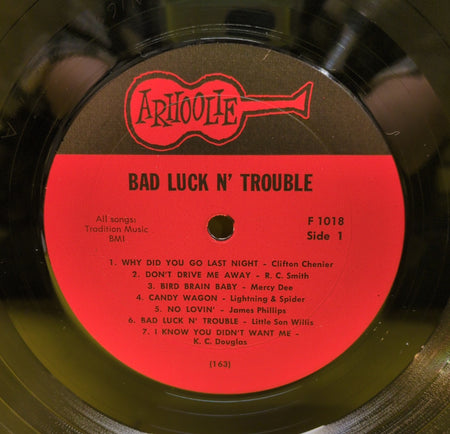 ARHOOLIE
BAD LUCK N' TROUBLE
All songs:
Tradition Music
BMI
F 1018
Side 1
1. WHY DID YOU GO LAST NIGHT - Clifton Chenier
2. DON'T DRIVE ME AWAY - R. C. Smith
3. BIRD BRAIN BABY - Mercy Dee
4. CANDY WAGON - Lightning & Spider
5. NO LOVIN' - James Phillips
6. BAD LUCK N' TROUBLE - Little Son Willis
7. I KNOW YOU DIDN'T WANT ME -
K. C. Douglas
(163)